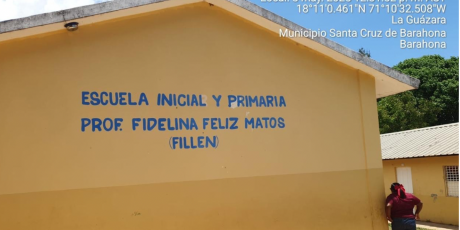 18°11'0.461"N 71°10'32.508"W
La Guázara
Municipio Santa Cruz de Barahona
Barahona
ESCUELA INICIAL Y PRIMARIA
PROF. FIDELINA FELIZ MATOS
(FILLEN)